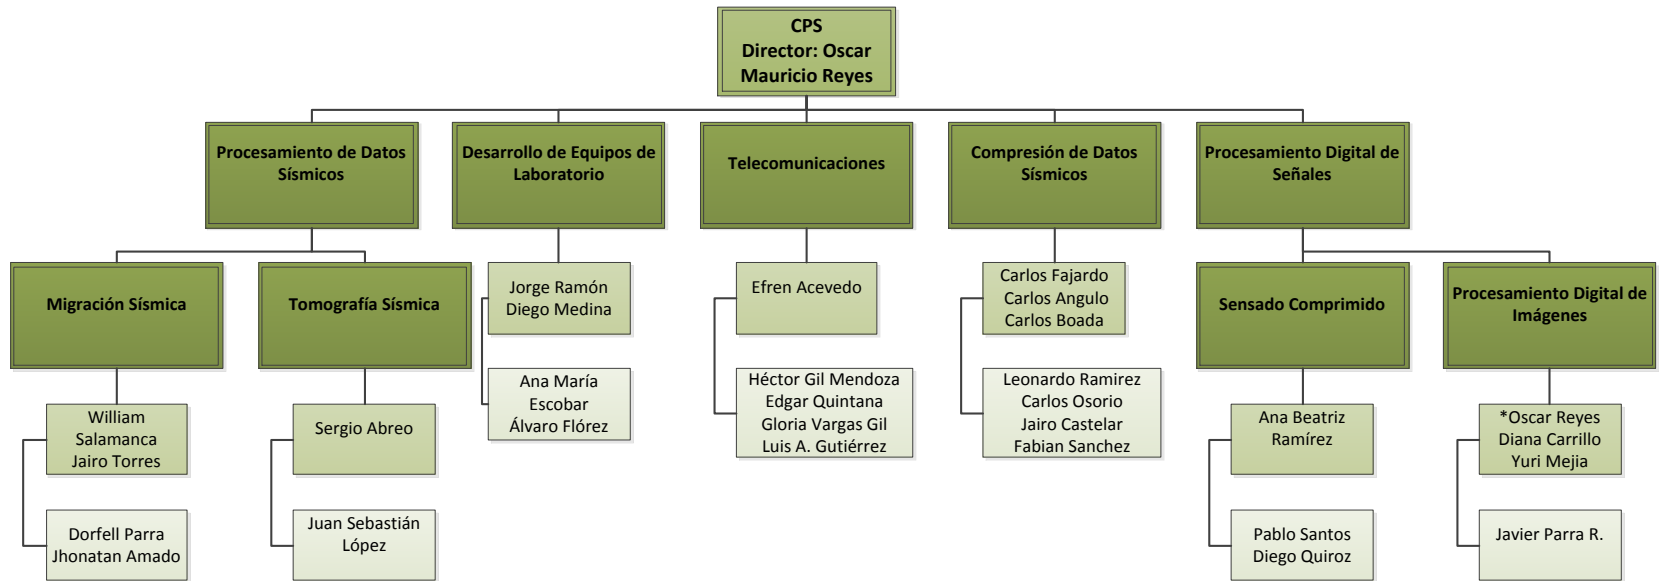 CPS
Director: Oscar
Mauricio Reyes
Procesamiento de Datos
Sísmicos
Desarrollo de Equipos de
Laboratorio
Telecomunicaciones
Compresión de Datos
Sísmicos
Procesamiento Digital de
Señales
Migración Sísmica
Tomografía Sísmica
Jorge Ramón
Diego Medina
Efren Acevedo
Carlos Fajardo
Carlos Angulo
Carlos Boada
Sensado Comprimido
Procesamiento Digital de
Imágenes
Ana María
Escobar
Álvaro Flórez
Héctor Gil Mendoza
Edgar Quintana
Gloria Vargas Gil
Luis A. Gutiérrez
Leonardo Ramirez
Carlos Osorio
Jairo Castelar
Fabian Sanchez
William
Salamanca
Jairo Torres
Sergio Abreo
Ana Beatriz
Ramírez
*Oscar Reyes
Diana Carrillo
Yuri Mejia
Dorfell Parra
Jhonatan Amado
Juan Sebastián
López
Pablo Santos
Diego Quiroz
Javier Parra R.